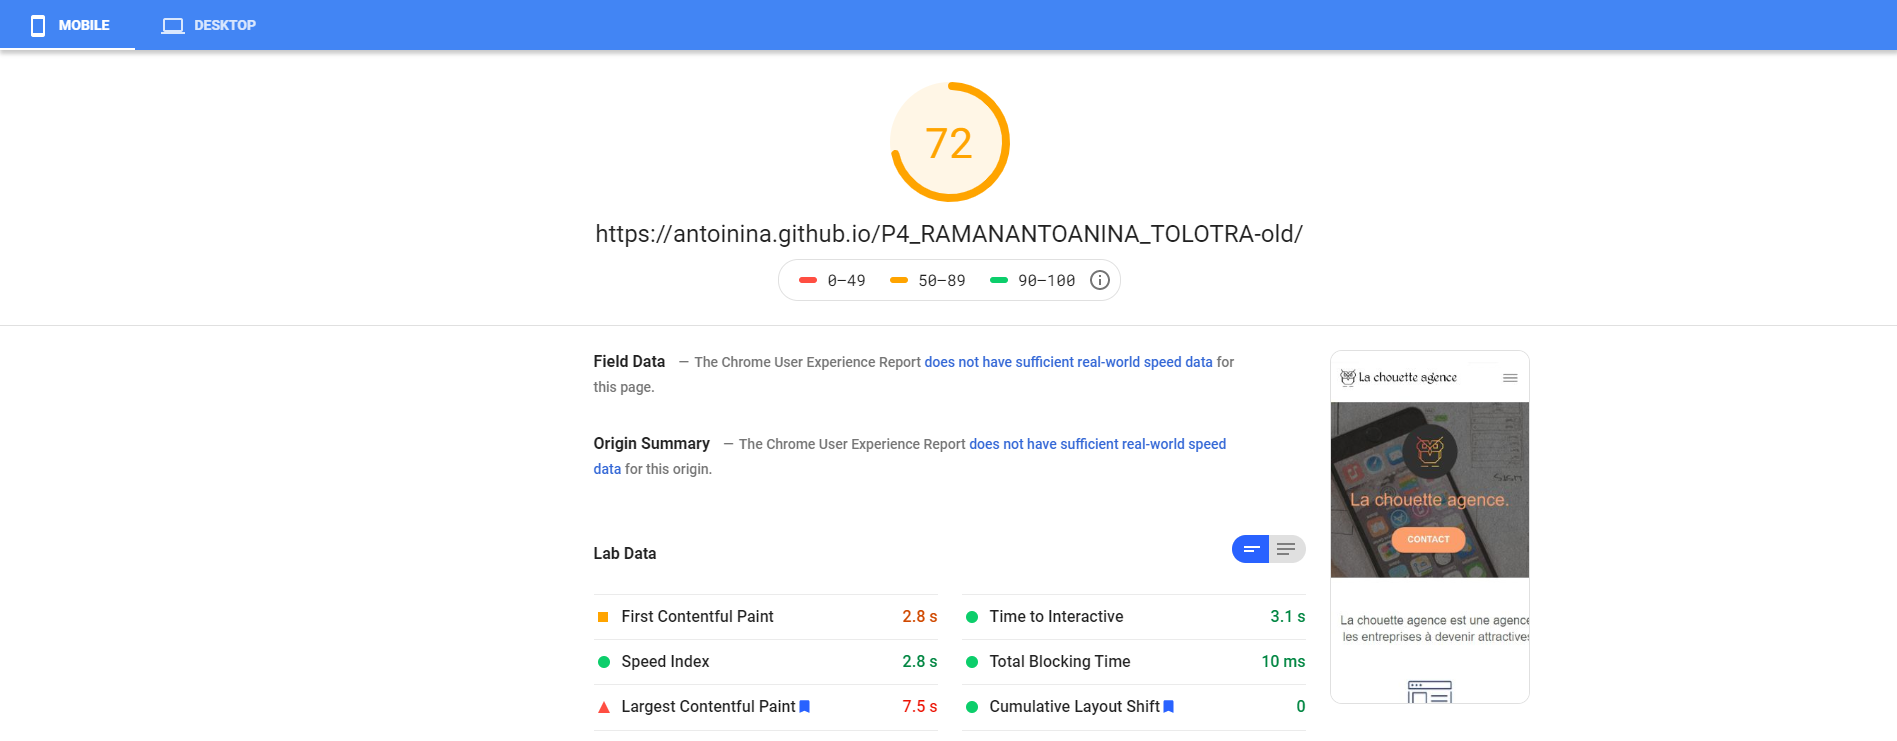 MOBILE
DESKTOP
72
https://antoinina.github.io/P4_RAMANANTOANINA_TOLOTRA-old/
0–49
50–89
90–100
Field Data — The Chrome User Experience Report does not have sufficient real-world speed data for
this page.
Origin Summary — The Chrome User Experience Report does not have sufficient real-world speed
data for this origin.
Lab Data
First Contentful Paint 2.8 s
Time to Interactive 3.1 s
Speed Index 2.8 s
Total Blocking Time 10 ms
Largest Contentful Paint 7.5 s
Cumulative Layout Shift 0
La chouette agence
La chouette agence.
CONTACT
La chouette agence est une agence
les entreprises à devenir attractives